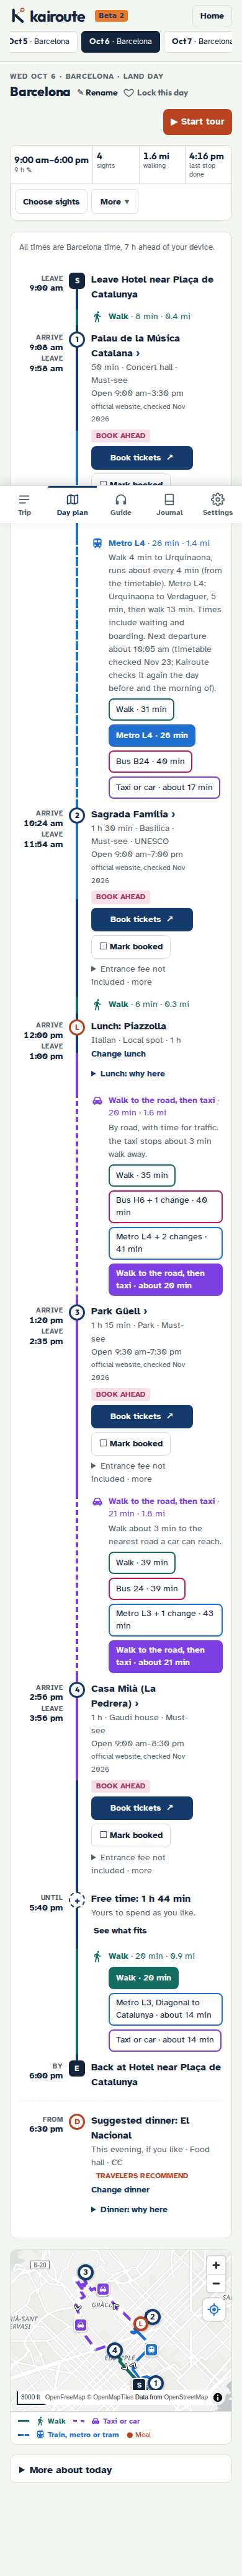 kairoute Beta 2 Home
Oct 5 · Barcelona Oct 6 · Barcelona Oct 7 · Barcelona
WED OCT 6 · BARCELONA · LAND DAY
Barcelona ✎ Rename Lock this day
▶ Start tour
9:00 am–6:00 pm
9 h ✎
4
sights
1.6 mi
walking
4:16 pm
last stop
done
Choose sights More ▾
All times are Barcelona time, 7 h ahead of your device.
LEAVE
9:00 am
S
Leave Hotel near Plaça de
Catalunya
Walk · 8 min · 0.4 mi
ARRIVE
9:08 am
LEAVE
9:58 am
1
Palau de la Música
Catalana ›
50 min · Concert hall ·
Must-see
Open 9:00 am–3:30 pm
official website, checked Nov
2026
BOOK AHEAD
Book tickets ↗
☐ Mark booked
Trip Day plan Guide Journal Settings
Metro L4 · 26 min · 1.4 mi
Walk 4 min to Urquinaona,
runs about every 4 min (from
the timetable). Metro L4:
Urquinaona to Verdaguer, 5
min, then walk 13 min. Times
include waiting and
boarding. Next departure
about 10:05 am (timetable
checked Nov 23; Kairoute
checks it again the day
before and the morning of).
Walk · 31 min
Metro L4 · 26 min
Bus B24 · 40 min
Taxi or car · about 17 min
ARRIVE
10:24 am
LEAVE
11:54 am
2
Sagrada Família ›
1 h 30 min · Basilica ·
Must-see · UNESCO
Open 9:00 am–7:00 pm
official website, checked Nov
2026
BOOK AHEAD
Book tickets ↗
☐ Mark booked
▶ Entrance fee not
included · more
Walk · 6 min · 0.3 mi
ARRIVE
12:00 pm
LEAVE
1:00 pm
L
Lunch: Piazzolla
Italian · Local spot · 1 h
Change lunch
▶ Lunch: why here
Walk to the road, then taxi ·
20 min · 1.6 mi
By road, with time for traffic.
the taxi stops about 3 min
walk away.
Walk · 35 min
Bus H6 + 1 change · 40
min
Metro L4 + 2 changes ·
41 min
Walk to the road, then
taxi · about 20 min
ARRIVE
1:20 pm
LEAVE
2:35 pm
3
Park Güell ›
1 h 15 min · Park · Must-
see
Open 9:30 am–7:30 pm
official website, checked Nov
2026
BOOK AHEAD
Book tickets ↗
☐ Mark booked
▶ Entrance fee not
included · more
Walk to the road, then taxi ·
21 min · 1.8 mi
Walk about 3 min to the
nearest road a car can reach.
Walk · 39 min
Bus 24 · 39 min
Metro L3 + 1 change · 43
min
Walk to the road, then
taxi · about 21 min
ARRIVE
2:56 pm
LEAVE
3:56 pm
4
Casa Milà (La
Pedrera) ›
1 h · Gaudí house · Must-
see
Open 9:00 am–8:30 pm
official website, checked Nov
2026
BOOK AHEAD
Book tickets ↗
☐ Mark booked
▶ Entrance fee not
included · more
UNTIL
5:40 pm
+
Free time: 1 h 44 min
Yours to spend as you like.
See what fits
Walk · 20 min · 0.9 mi
Walk · 20 min
Metro L3, Diagonal to
Catalunya · about 14 min
Taxi or car · about 14 min
BY
6:00 pm
E
Back at Hotel near Plaça de
Catalunya
FROM
6:30 pm
D
Suggested dinner: El
Nacional
This evening, if you like · Food
hall · €€
TRAVELERS RECOMMEND
Change dinner
▶ Dinner: why here
B-20
3
2
L
4
1
S
3000 ft OpenFreeMap © OpenMapTiles Data from OpenStreetMap
Walk Taxi or car
Train, metro or tram Meal
▶ More about today